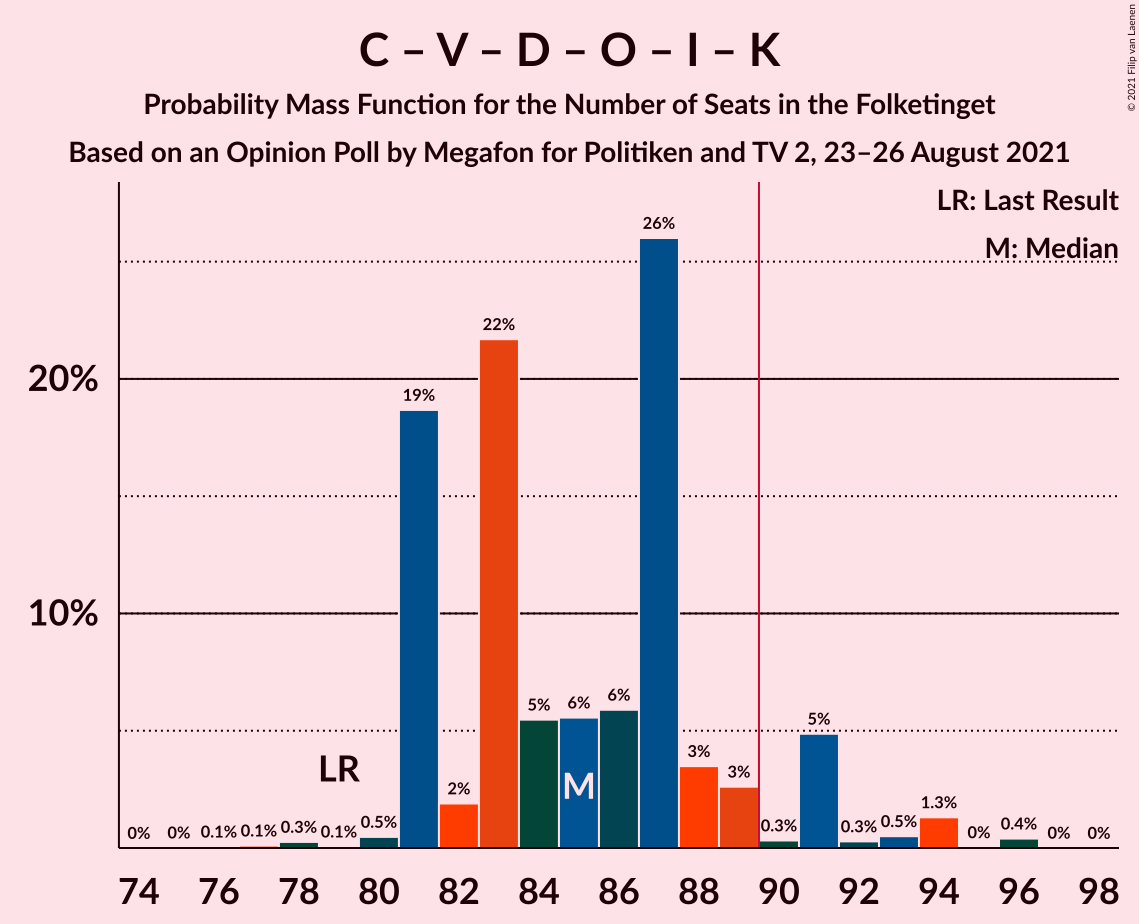 C – V – D – O – I – K
Probability Mass Function for the Number of Seats in the Folketinget
Based on an Opinion Poll by Megafon for Politiken and TV 2, 23–26 August 2021
© 2021 Filip van Laenen
LR: Last Result
M: Median
26%
22%
20%
19%
10%
5% 6% 6% 5%
LR M 3% 3%
2% 1.3%
0% 0% 0.1% 0.1% 0.3% 0.1% 0.5% 0.3% 0.3% 0.5% 0% 0.4% 0% 0%
74 76 78 80 82 84 86 88 90 92 94 96 98